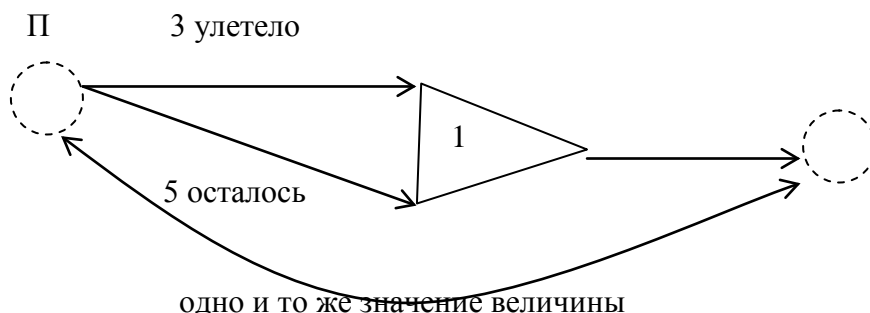 П 3 улетело
1
5 осталось
одно и то же значение величины